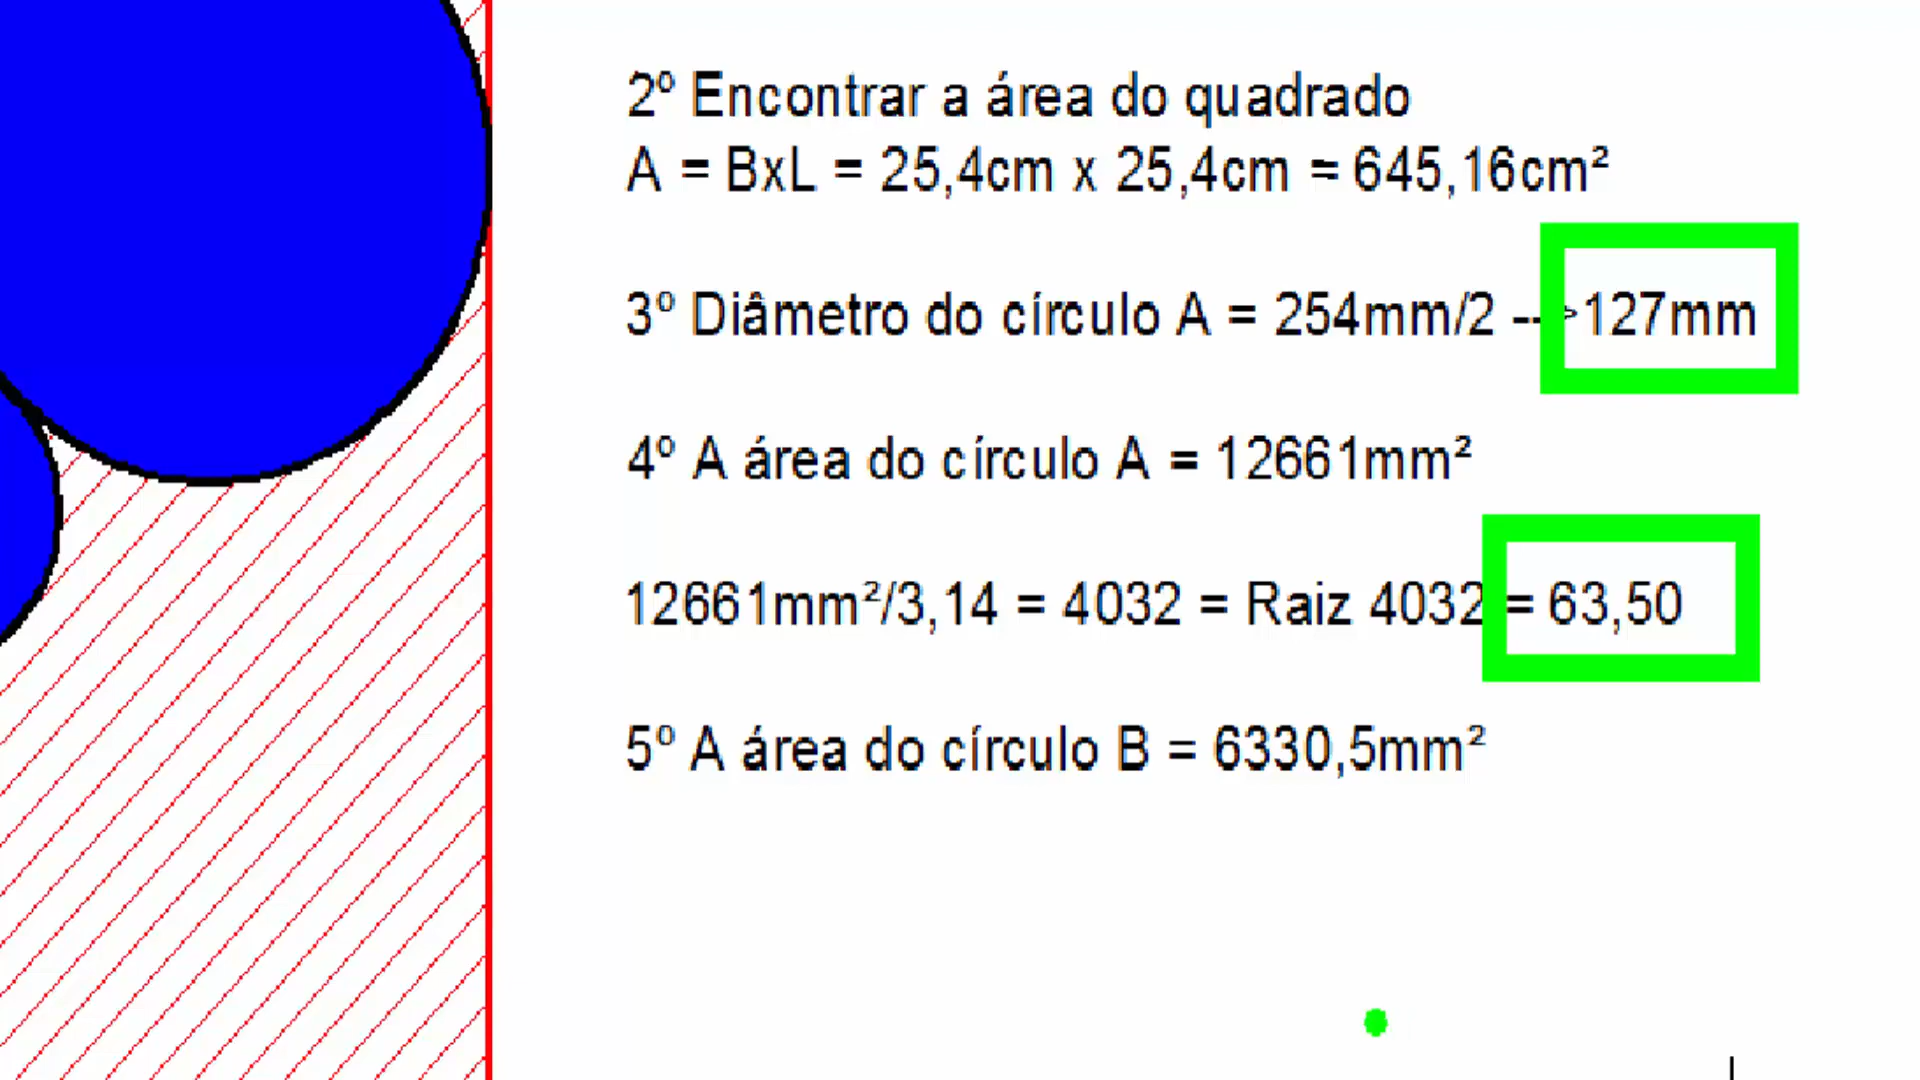 2º Encontrar a área do quadrado
A = BxL = 25,4cm x 25,4cm = 645,16cm²
3º Diâmetro do círculo A = 254mm/2 -->127mm
4º A área do círculo A = 12661mm²
12661mm²/3,14 = 4032 = Raiz 4032 = 63,50
5º A área do círculo B = 6330,5mm²